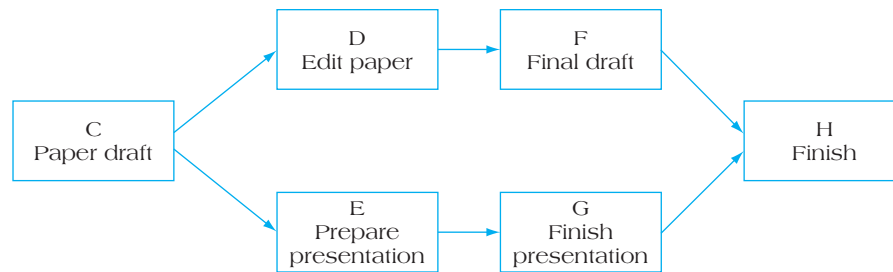 D
Edit paper
F
Final draft
C
Paper draft
H
Finish
E
Prepare
presentation
G
Finish
presentation